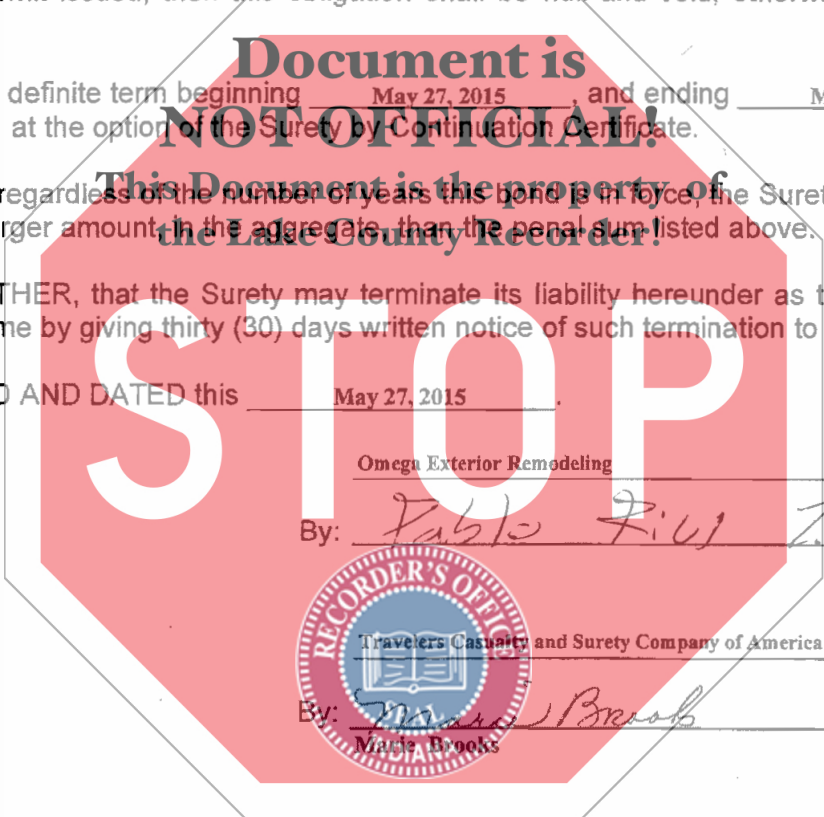 Document is
definite term beginning May 27, 2015, and ending
NOT OFFICIAL!
at the option of the Surety by Continuation Certificate.
This Document is the property of
regardless of the number of years this bond is in force, the Suret
rger amount, in the aggregate, than the penal sum listed above.
the Lake County Recorder!
THER, that the Surety may terminate its liability hereunder as t
me by giving thirty (30) days written notice of such termination to
STOP
D AND DATED this May 27, 2015.
Omega Exterior Remodeling
By: Pablo
RECORDER'S OFFICE
Travelers Casualty and Surety Company of America
By: Marie Brooks
SEAL
Marie Brooks
INDIANA